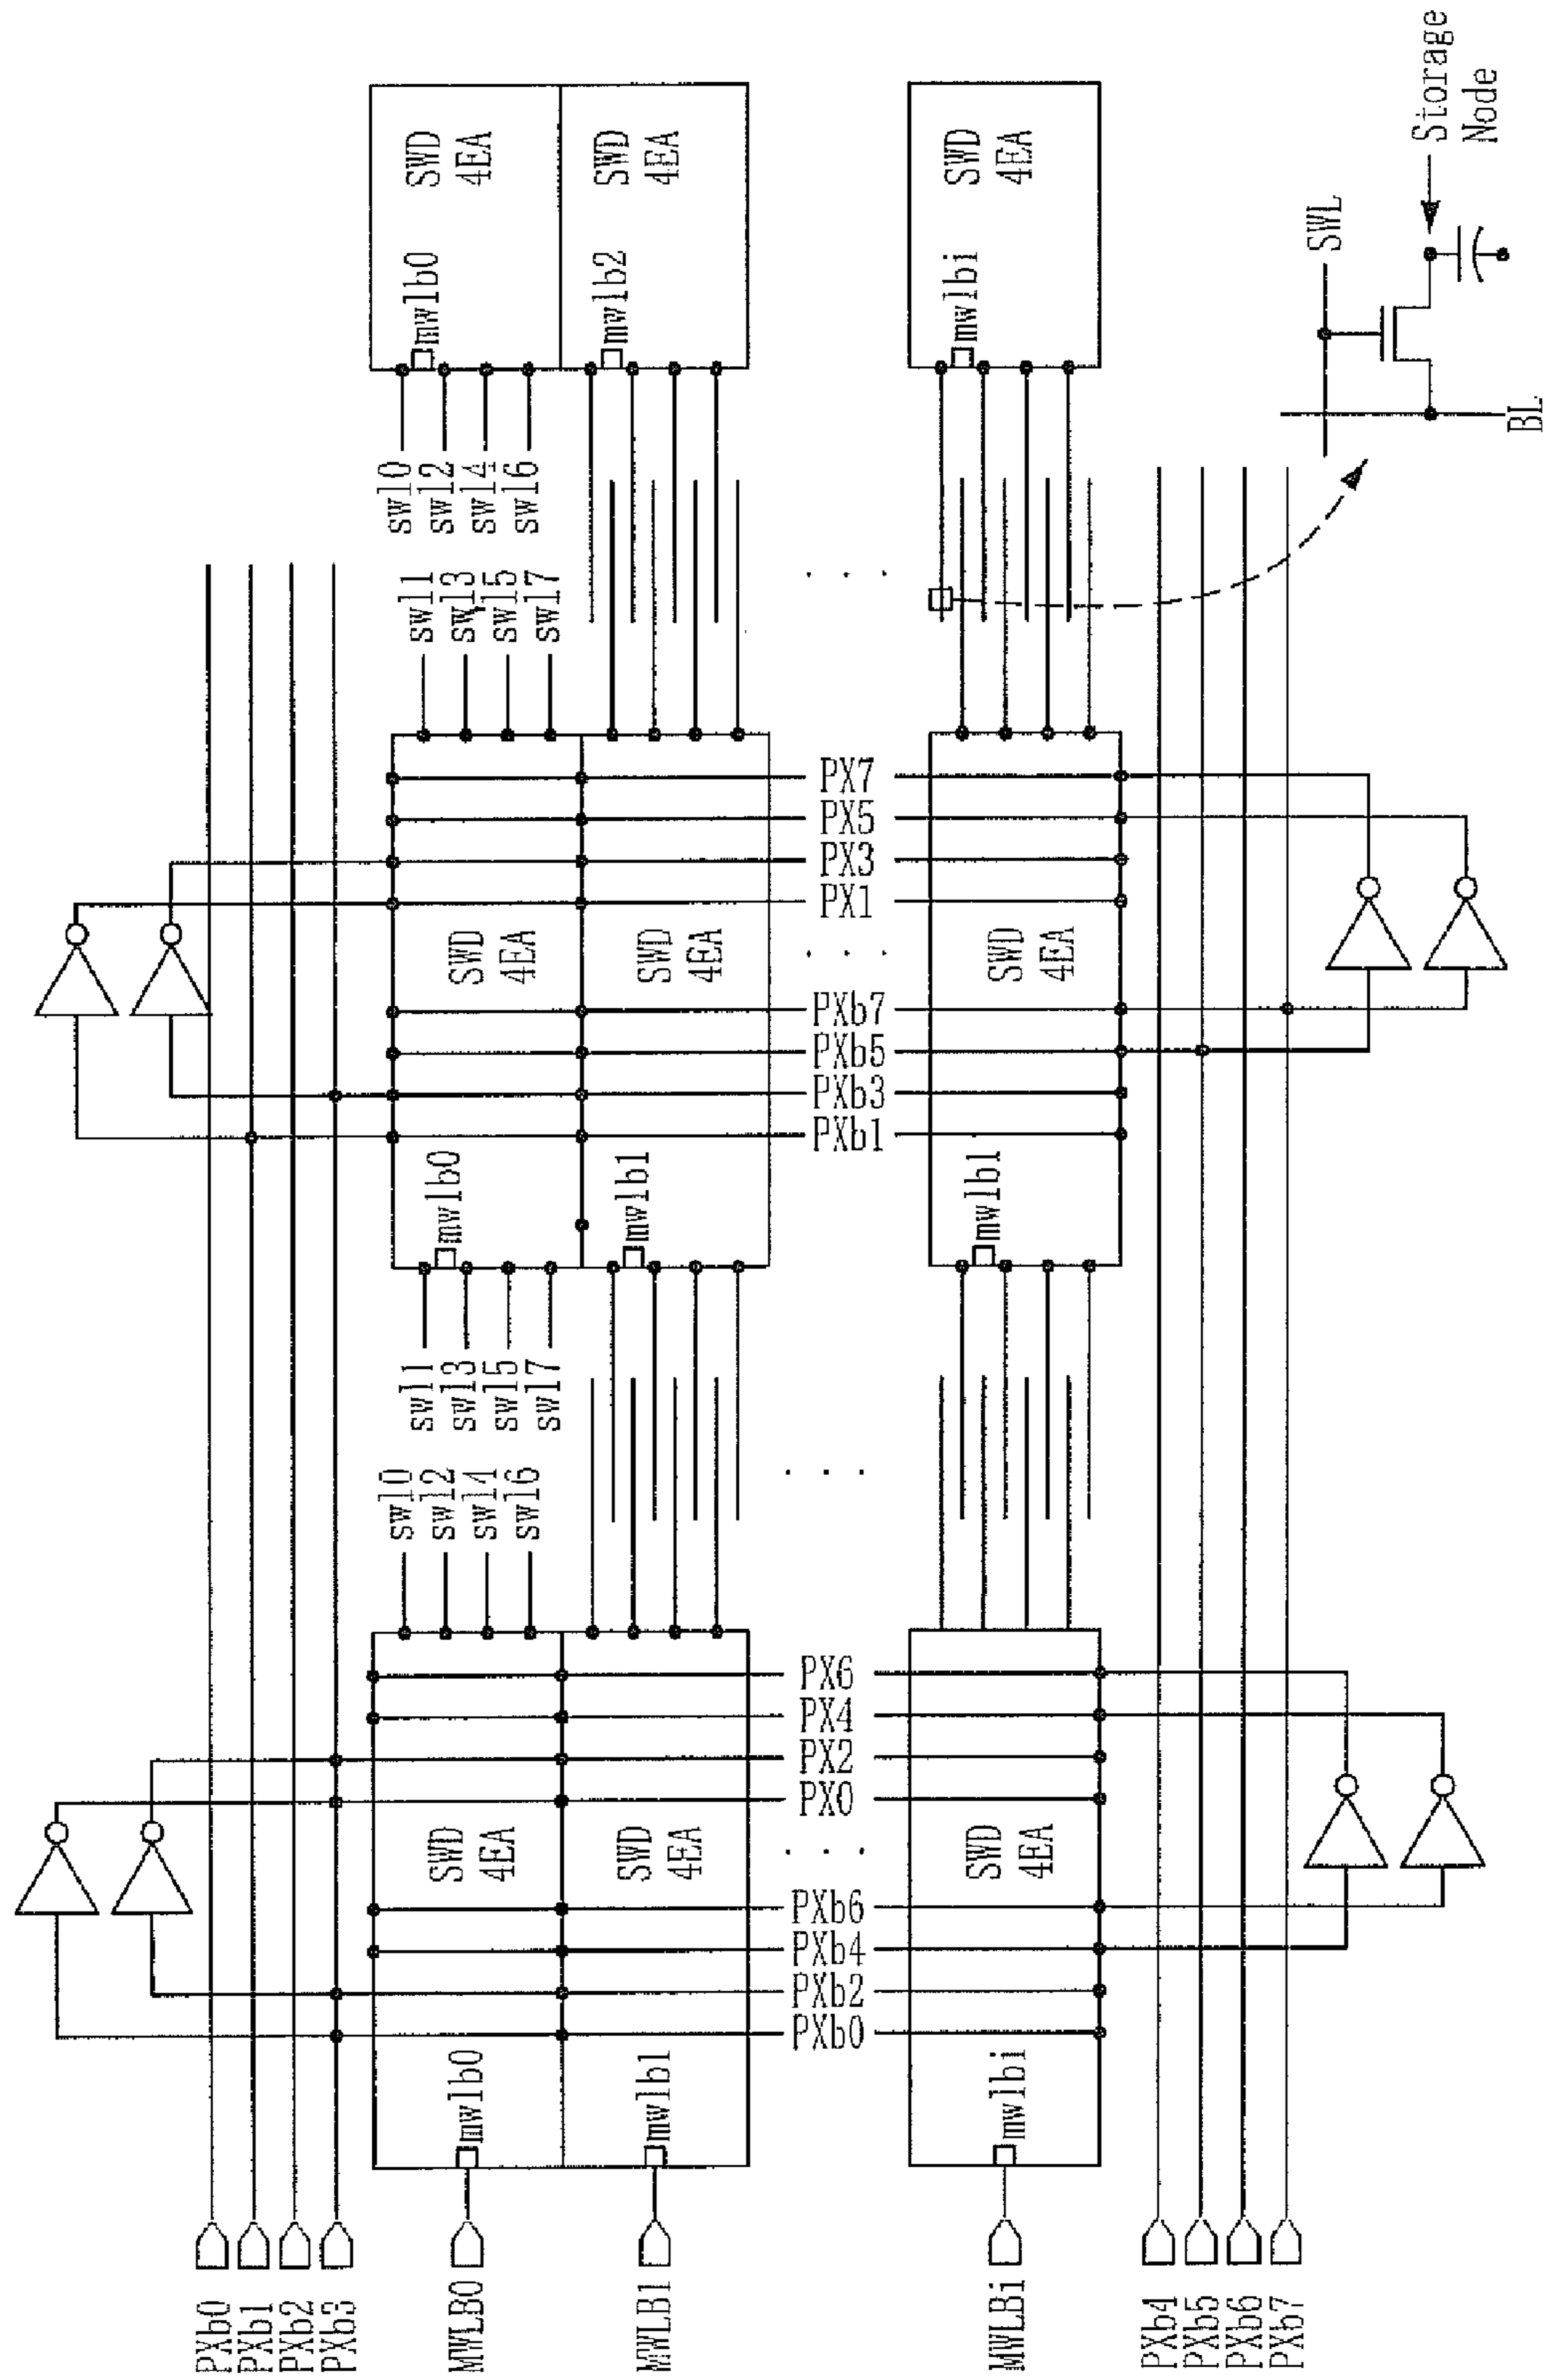 PXb0
PXb1
PXb2
PXb3
MWLB0
mwlb0
SWD
4EA
swl0
swl2
swl4
swl6
swl1
swl3
swl5
swl7
mwlb0
SWD
4EA
swl1
swl3
swl5
swl7
swl0
swl2
swl4
swl6
mwlb0
SWD
4EA
MWLB1
mwlb1
SWD
4EA
mwlb1
SWD
4EA
mwlb2
SWD
4EA
PXb0 PXb2 PXb4 PXb6 ... PX0 PX2 PX4 PX6 ... PXb1 PXb3 PXb5 PXb7 ... PX1 PX3 PX5 PX7 ...
MWLBi
mwlbi
SWD
4EA
mwlb1
SWD
4EA
mwlbi
SWD
4EA
PXb4
PXb5
PXb6
PXb7
SWL
BL
Storage
Node